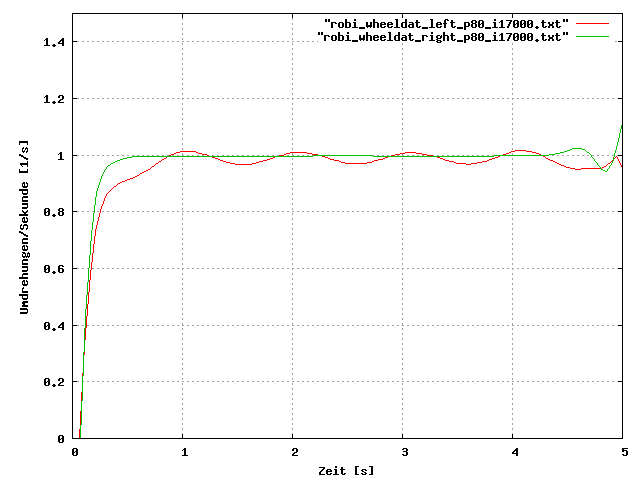 "robi_wheeldat_left_p80_i17000.txt"
"robi_wheeldat_right_p80_i17000.txt"
1.4
1.2
1
0.8
0.6
0.4
0.2
0
Umdrehungen/Sekunde [1/s]
0 1 2 3 4 5
Zeit [s]